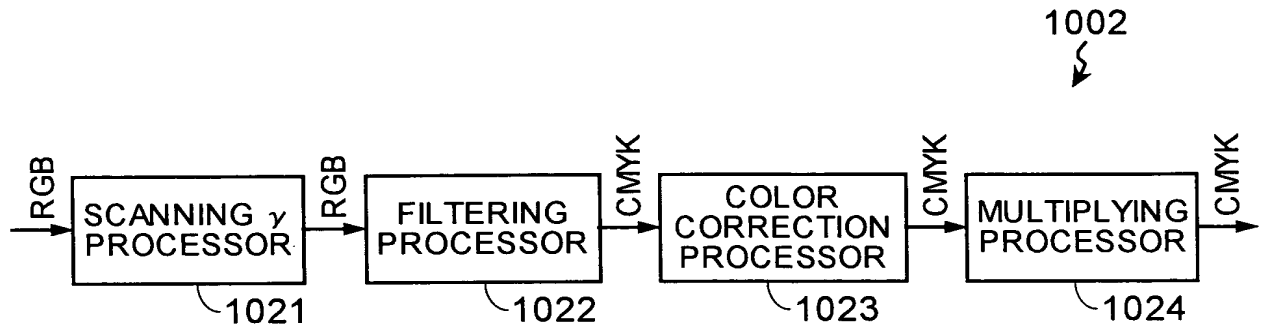 1002
RGB
SCANNING γ
PROCESSOR
1021
RGB
FILTERING
PROCESSOR
1022
CMYK
COLOR
CORRECTION
PROCESSOR
1023
CMYK
MULTIPLYING
PROCESSOR
1024
CMYK